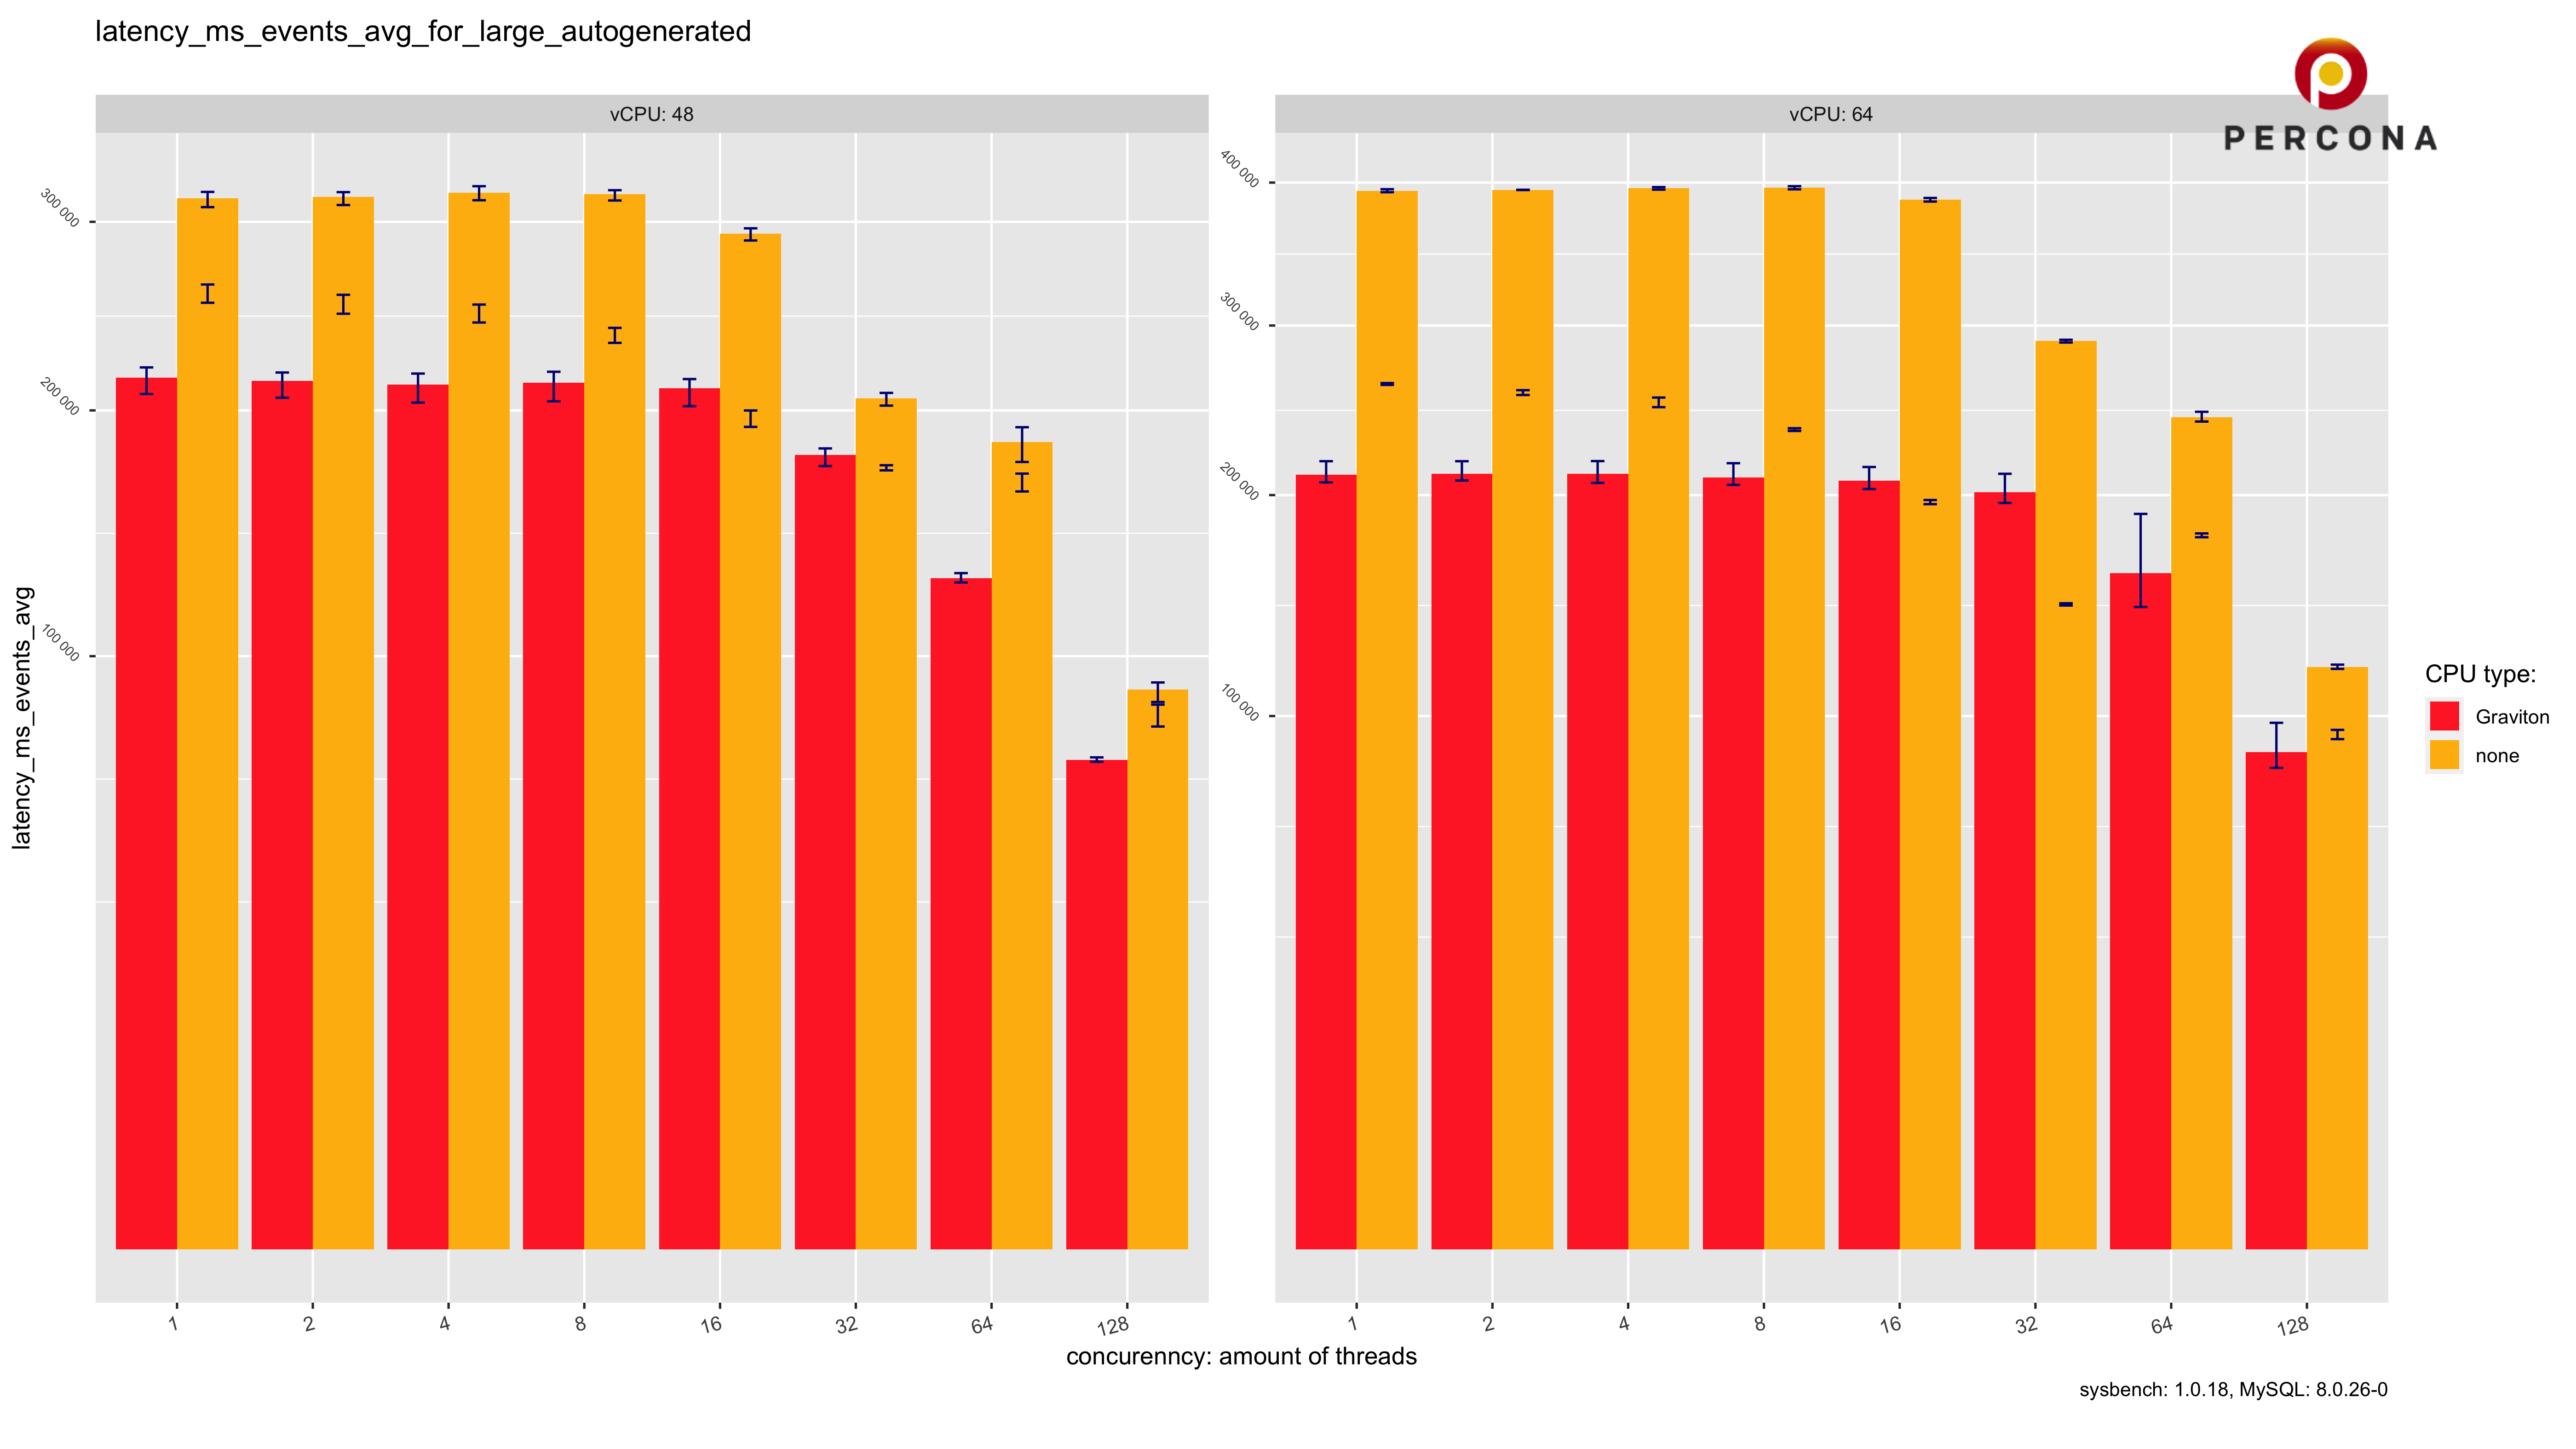 latency_ms_events_avg_for_large_autogenerated
PERCONA
vCPU: 48
vCPU: 64
latency_ms_events_avg
300 000
200 000
100 000
400 000
300 000
200 000
100 000
1 2 4 8 16 32 64 128
1 2 4 8 16 32 64 128
concurenncy: amount of threads
CPU type:
Graviton
none
sysbench: 1.0.18, MySQL: 8.0.26-0